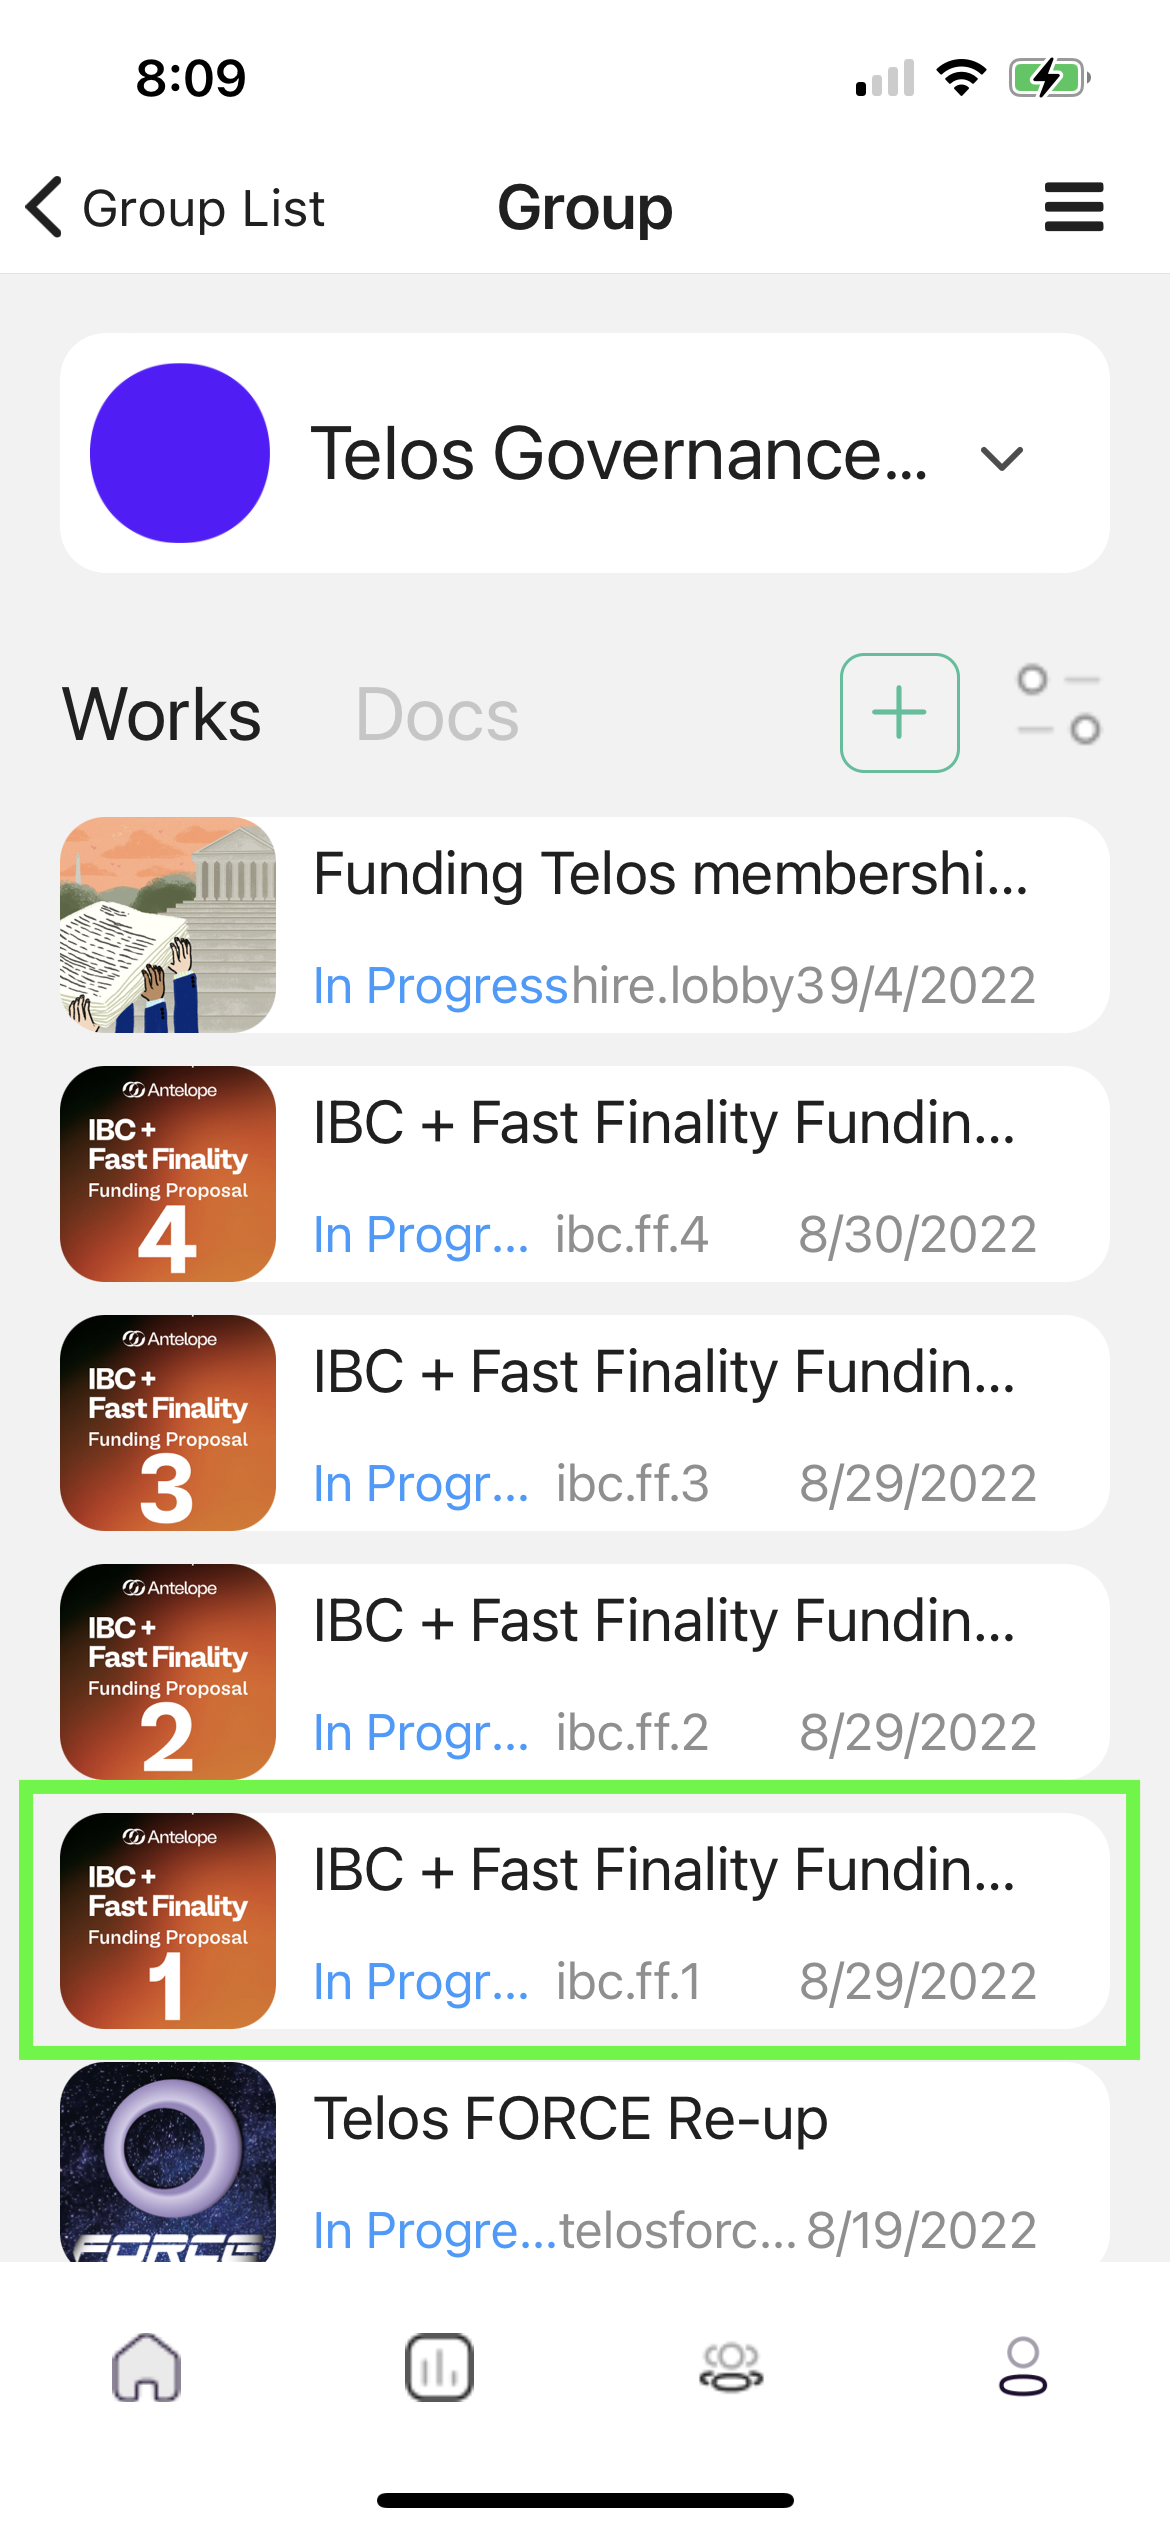 8:09
Group List
Group
Telos Governance...
Works
Docs
Funding Telos membershi...
In Progress hire.lobby3 9/4/2022
Antelope
IBC +
Fast Finality
Funding Proposal
4
IBC + Fast Finality Fundin...
In Progr... ibc.ff.4 8/30/2022
Antelope
IBC +
Fast Finality
Funding Proposal
3
IBC + Fast Finality Fundin...
In Progr... ibc.ff.3 8/29/2022
Antelope
IBC +
Fast Finality
Funding Proposal
2
IBC + Fast Finality Fundin...
In Progr... ibc.ff.2 8/29/2022
Antelope
IBC +
Fast Finality
Funding Proposal
1
IBC + Fast Finality Fundin...
In Progr... ibc.ff.1 8/29/2022
FORCE
Telos FORCE Re-up
In Progre... telosforc... 8/19/2022